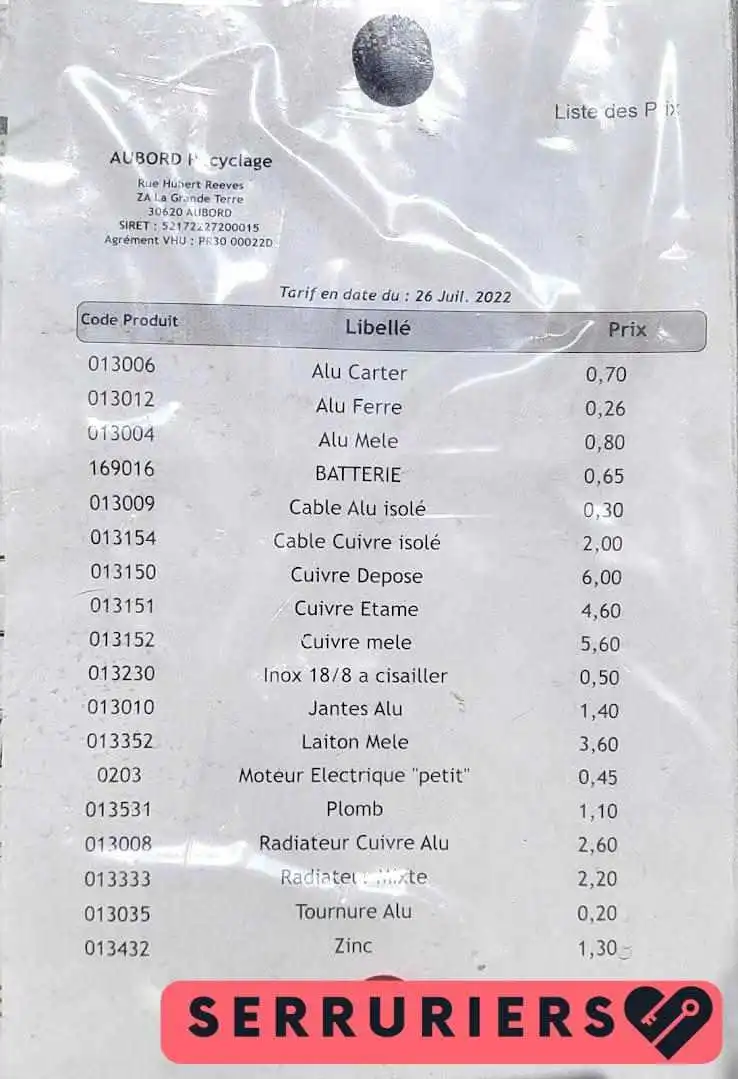 Liste des Prix
AUBORD Recyclage
Rue Hubert Reeves
ZA La Grande Terre
30620 AUBORD
SIRET : 52172227200015
Agrément VHU : PR30 00022D
Tarif en date du : 26 Juil. 2022
Code Produit Libellé Prix
013006 Alu Carter 0,70
013012 Alu Ferre 0,26
013004 Alu Mele 0,80
169016 BATTERIE 0,65
013009 Cable Alu isolé 0,30
013154 Cable Cuivre isolé 2,00
013150 Cuivre Depose 6,00
013151 Cuivre Etame 4,60
013152 Cuivre mele 5,60
013230 Inox 18/8 a cisailler 0,50
013010 Jantes Alu 1,40
013352 Laiton Mele 3,60
0203 Moteur Electrique "petit" 0,45
013531 Plomb 1,10
013008 Radiateur Cuivre Alu 2,60
013333 Radiateur Mixte 2,20
013035 Tournure Alu 0,20
013432 Zinc 1,30
SERRURIERS